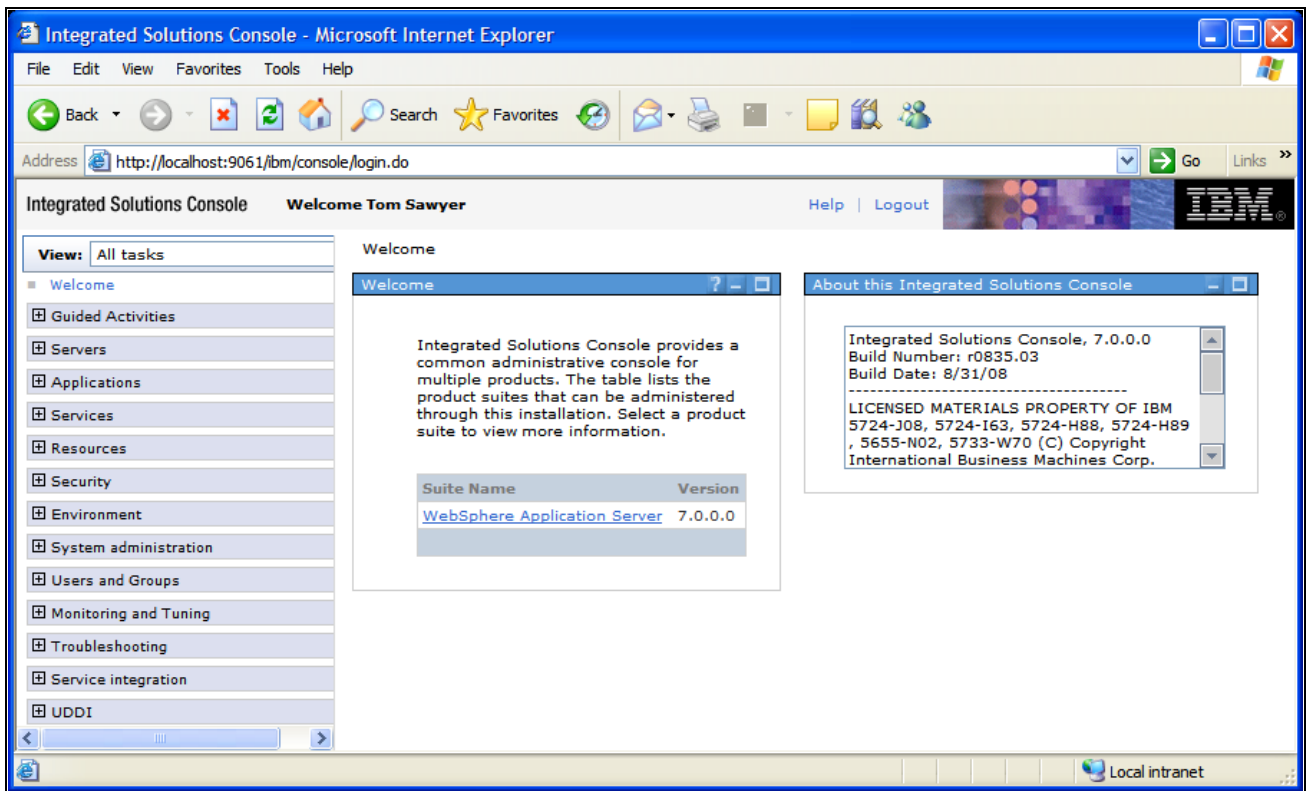 Integrated Solutions Console - Microsoft Internet Explorer
File Edit View Favorites Tools Help
Back Search Favorites
Address http://localhost:9061/ibm/console/login.do Go Links »
Integrated Solutions Console Welcome Tom Sawyer Help | Logout IBM®
View: All tasks
Welcome
Guided Activities
Servers
Applications
Services
Resources
Security
Environment
System administration
Users and Groups
Monitoring and Tuning
Troubleshooting
Service integration
UDDI
Welcome
Welcome ?
Integrated Solutions Console provides a
common administrative console for
multiple products. The table lists the
product suites that can be administered
through this installation. Select a product
suite to view more information.
Suite Name Version
WebSphere Application Server 7.0.0.0
About this Integrated Solutions Console
Integrated Solutions Console, 7.0.0.0
Build Number: r0835.03
Build Date: 8/31/08
----------------------------------------
LICENSED MATERIALS PROPERTY OF IBM
5724-J08, 5724-I63, 5724-H88, 5724-H89
, 5655-N02, 5733-W70 (C) Copyright
International Business Machines Corp.
Local intranet